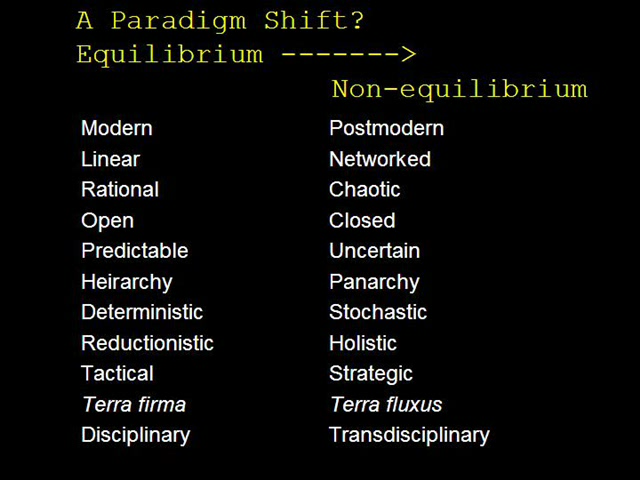 A Paradigm Shift?
Equilibrium ------->
Non-equilibrium
Modern Postmodern
Linear Networked
Rational Chaotic
Open Closed
Predictable Uncertain
Heirarchy Panarchy
Deterministic Stochastic
Reductionistic Holistic
Tactical Strategic
Terra firma Terra fluxus
Disciplinary Transdisciplinary